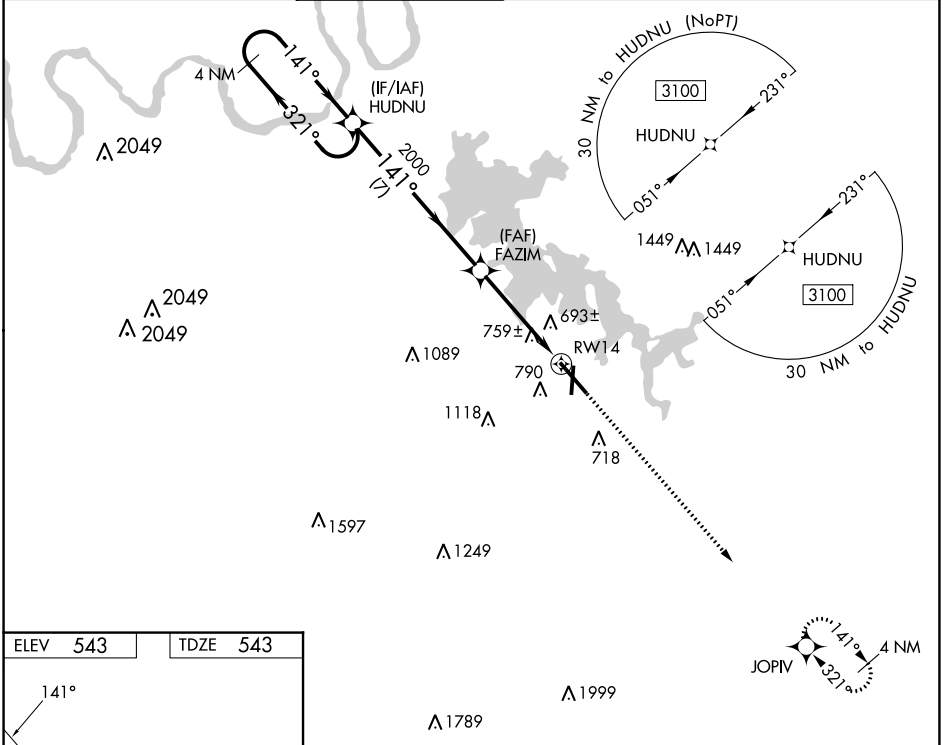 30 NM to HUDNU (NoPT)
3100
231°
HUDNU
051°
4 NM
141°
(IF/IAF)
HUDNU
321°
2000
141°
(7)
2049
(FAF)
FAZIM
1449
1449
231°
HUDNU
3100
051°
30 NM to HUDNU
2049
2049
693±
759±
1089
RW14
790
1118
718
1597
1249
ELEV 543
TDZE 543
141°
141°
4 NM
JOPIV
321°
1999
1789